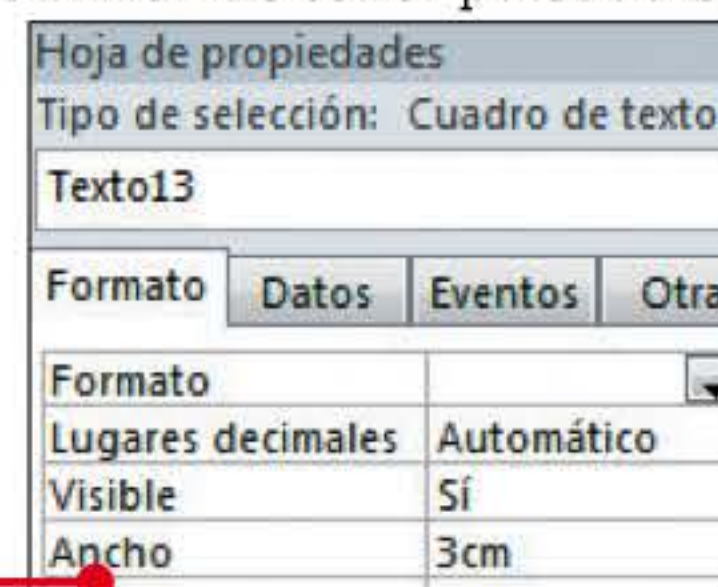 Hoja de propiedades
Tipo de selección: Cuadro de texto
Texto13
Formato Datos Eventos Otra
Formato
Lugares decimales Automático
Visible Sí
Ancho 3cm